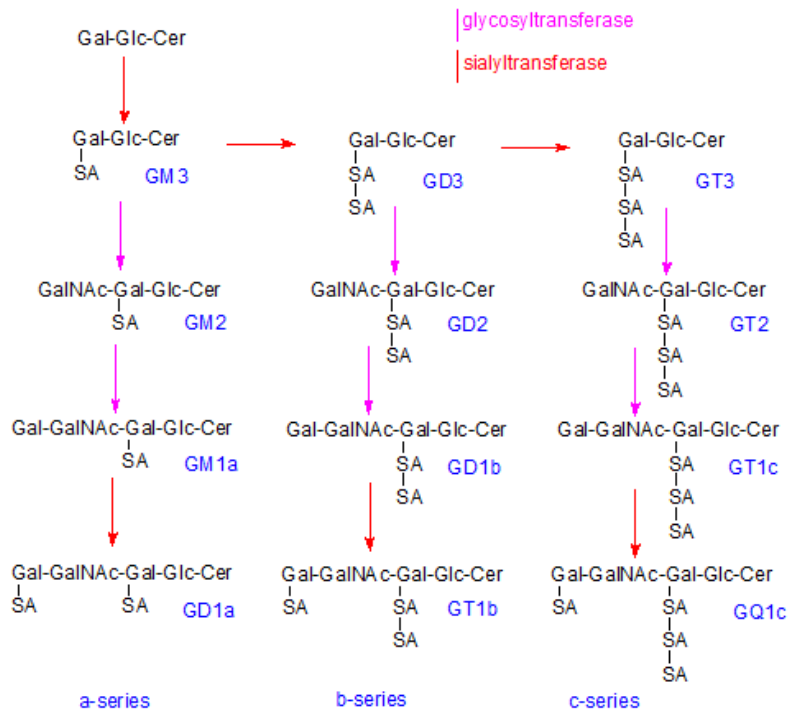 glycosyltransferase
Gal-Glc-Cer
sialyltransferase
Gal-Glc-Cer
SA
GM3
Gal-Glc-Cer
SA
SA
GD3
Gal-Glc-Cer
SA
SA
SA
GT3
GalNAc-Gal-Glc-Cer
SA
GM2
GalNAc-Gal-Glc-Cer
SA
SA
GD2
GalNAc-Gal-Glc-Cer
SA
SA
SA
GT2
Gal-GalNAc-Gal-Glc-Cer
SA
GM1a
Gal-GalNAc-Gal-Glc-Cer
SA
SA
GD1b
Gal-GalNAc-Gal-Glc-Cer
SA
SA
SA
GT1c
Gal-GalNAc-Gal-Glc-Cer
SA SA
GD1a
Gal-GalNAc-Gal-Glc-Cer
SA SA
SA
GT1b
Gal-GalNAc-Gal-Glc-Cer
SA SA
SA
SA
GQ1c
a-series
b-series
c-series